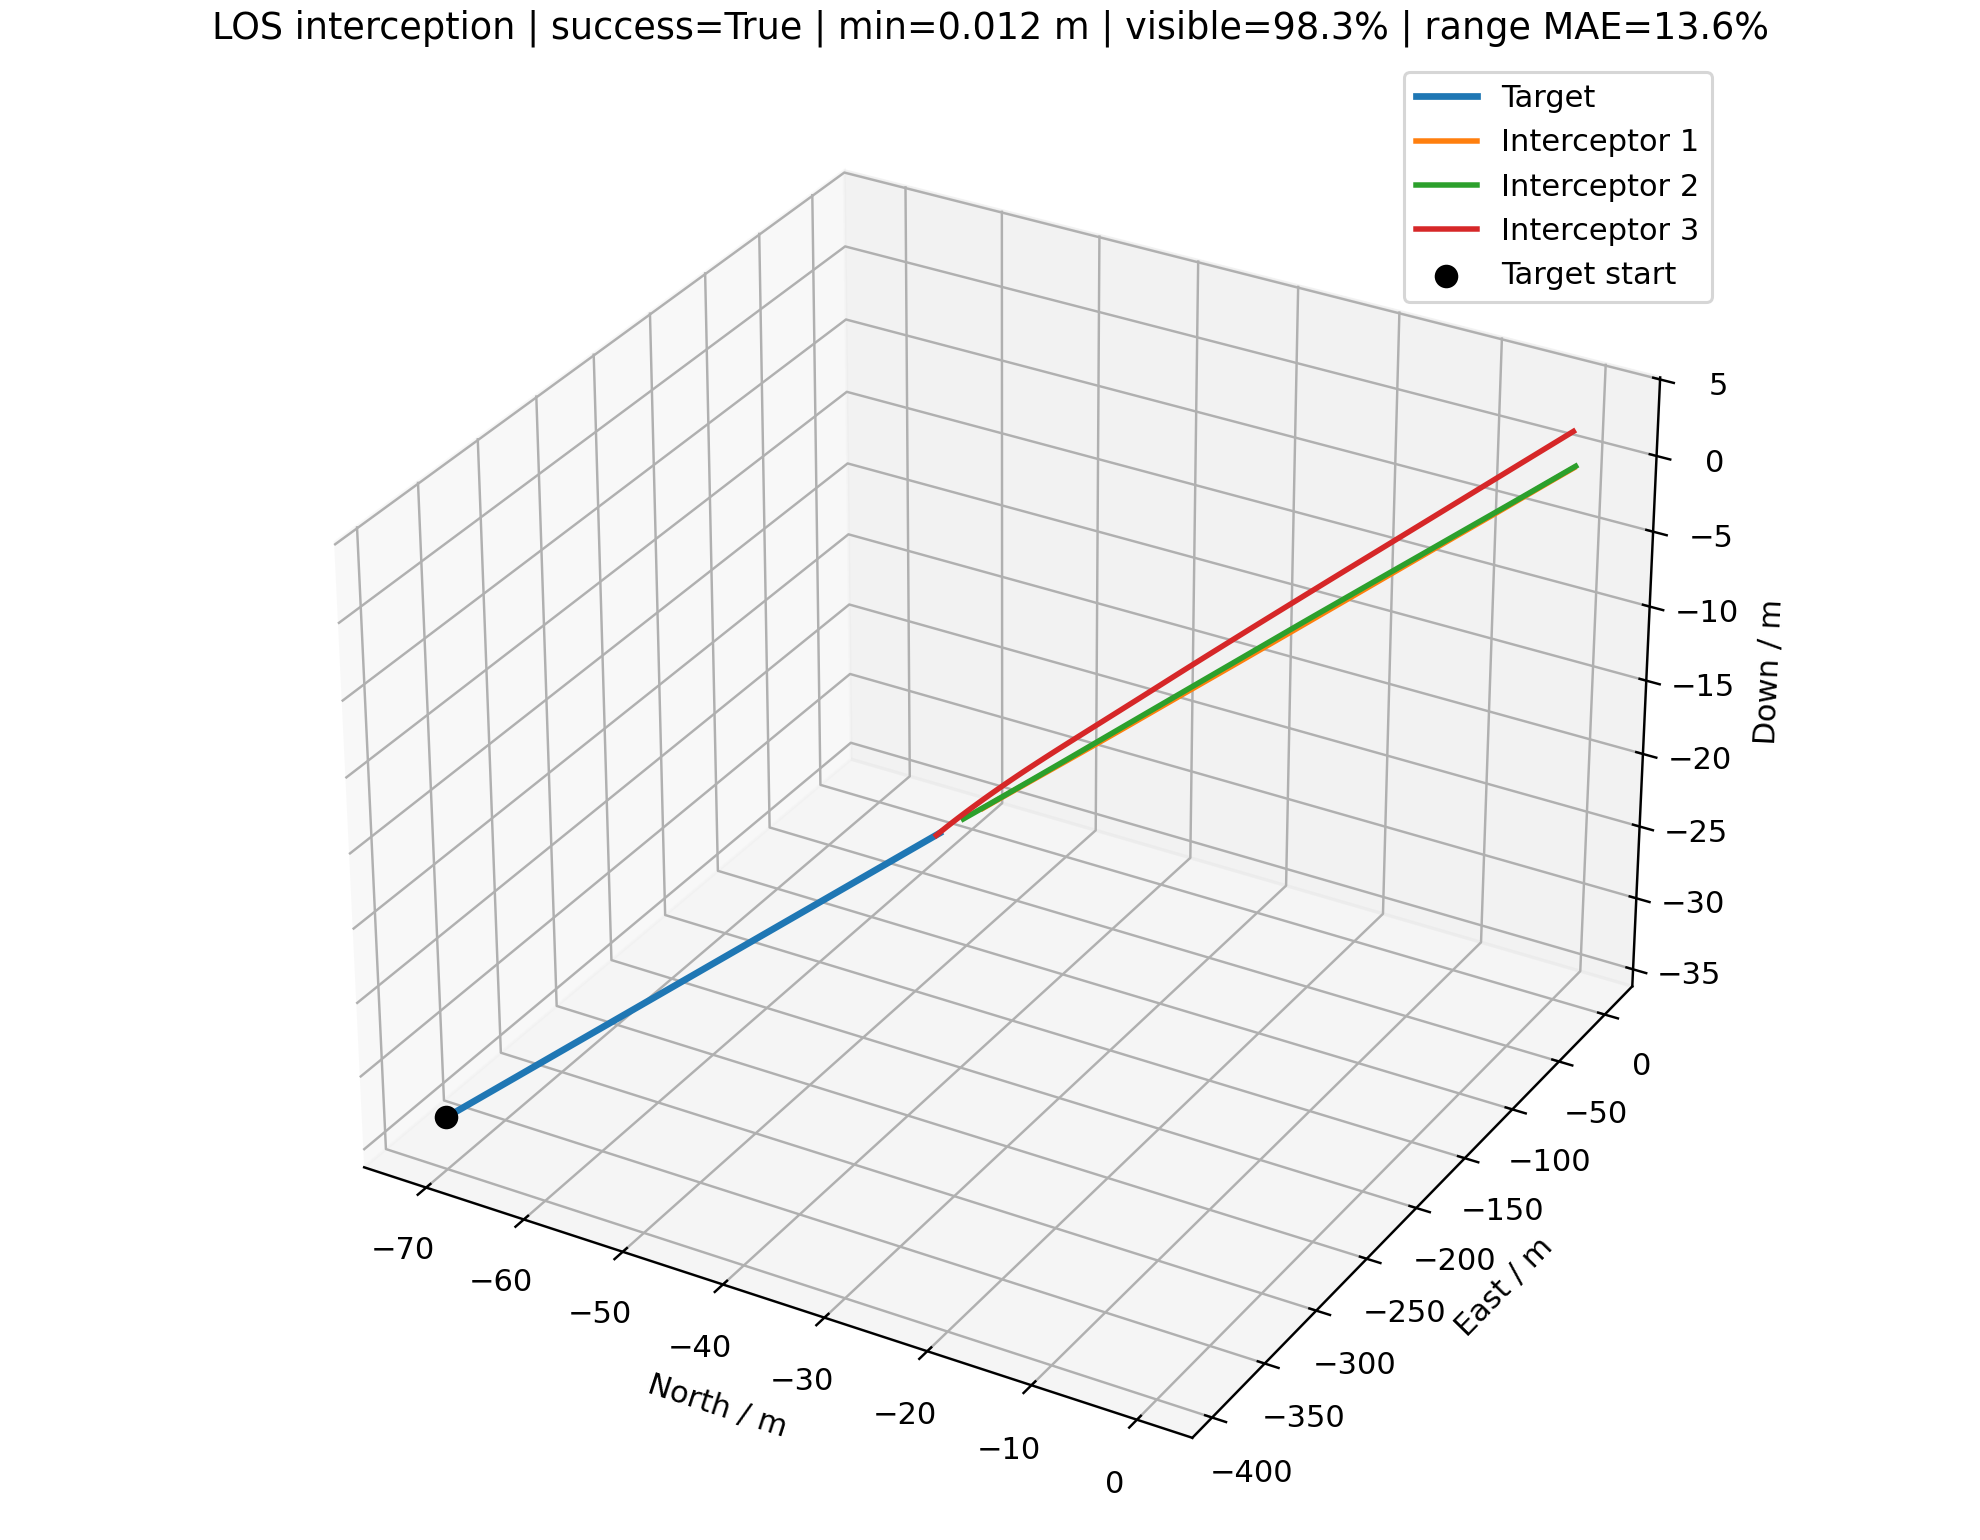 LOS interception | success=True | min=0.012 m | visible=98.3% | range MAE=13.6%
Target
Interceptor 1
Interceptor 2
Interceptor 3
Target start
5
0
−5
−10
−15
−20
−25
−30
−35
Down / m
0
−50
−100
−150
−200
−250
−300
−350
−400
East / m
−70
−60
−50
−40
−30
−20
−10
0
North / m